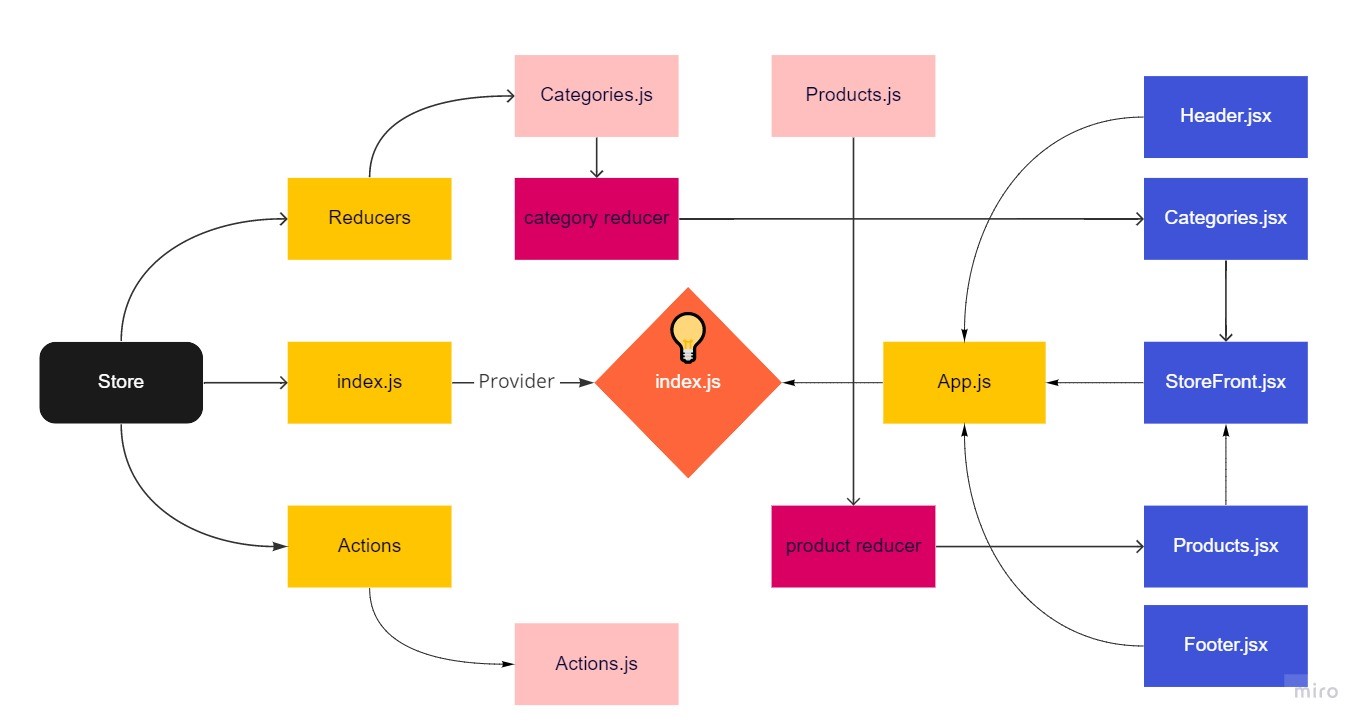 Categories.js
Products.js
Header.jsx
Reducers
category reducer
Categories.jsx
Store
index.js
Provider
index.js
App.js
StoreFront.jsx
Actions
product reducer
Products.jsx
Actions.js
Footer.jsx
miro